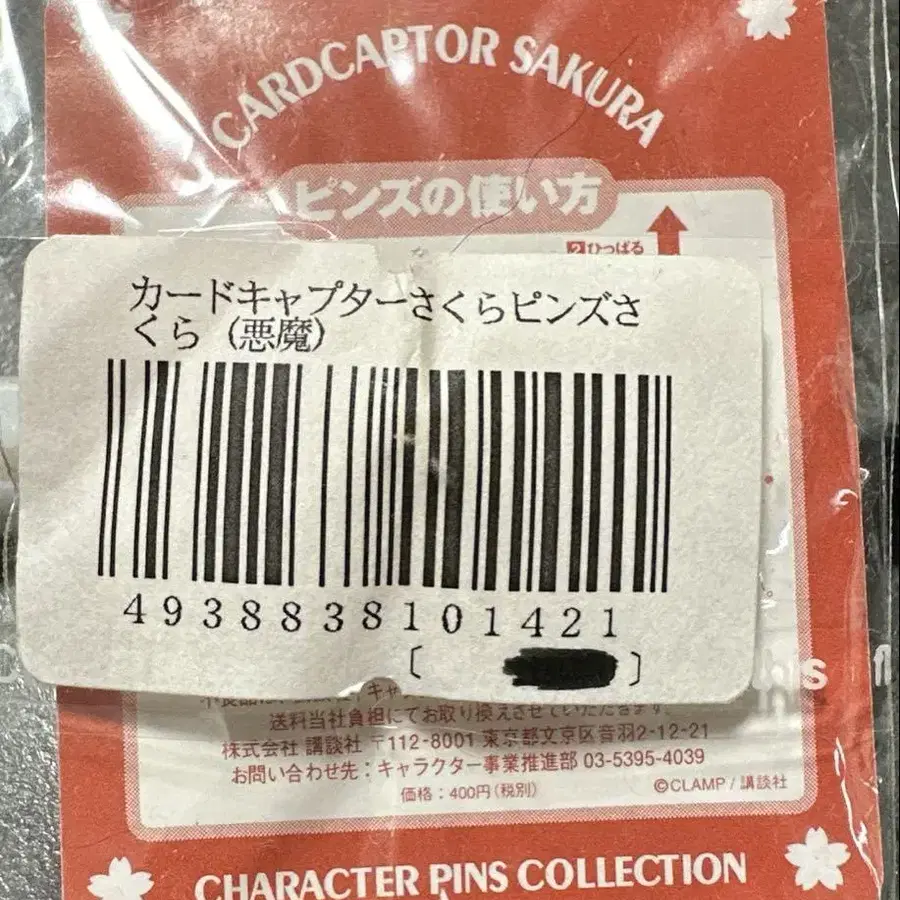 CARDCAPTOR SAKURA
ピンズの使い方
2 ひっぱる
カードキャプターさくらピンズさ
くら (悪魔)
4938838101421
〔 〕
送料当社負担にてお取り換えさせていただきます。
株式会社 講談社 〒112-8001 東京都文京区音羽2-12-21
お問い合わせ先:キャラクター事業推進部 03-5395-4039
価格:400円(税別)
©CLAMP / 講談社
CHARACTER PINS COLLECTION